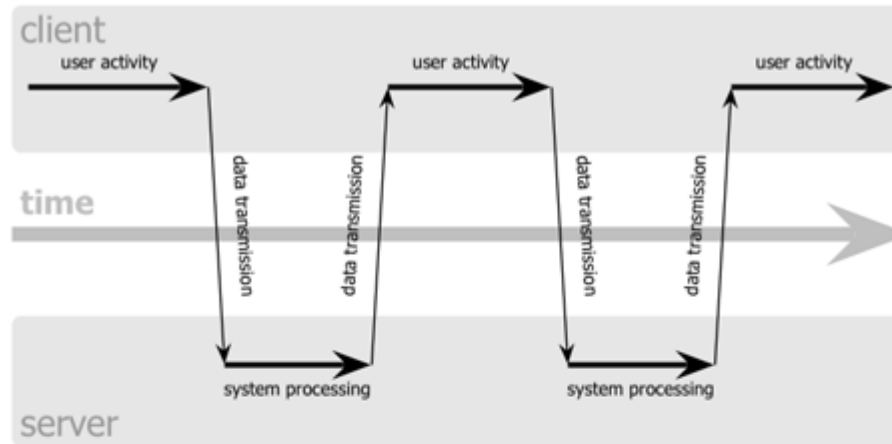 client
user activity
user activity
user activity
data transmission
data transmission
data transmission
data transmission
time
system processing
system processing
server